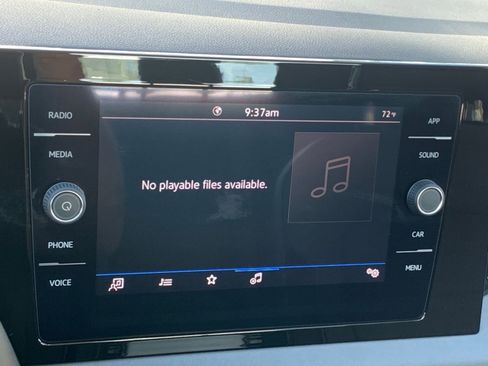 RADIO
MEDIA
PHONE
VOICE
9:37am
72°F
No playable files available.
APP
SOUND
CAR
MENU